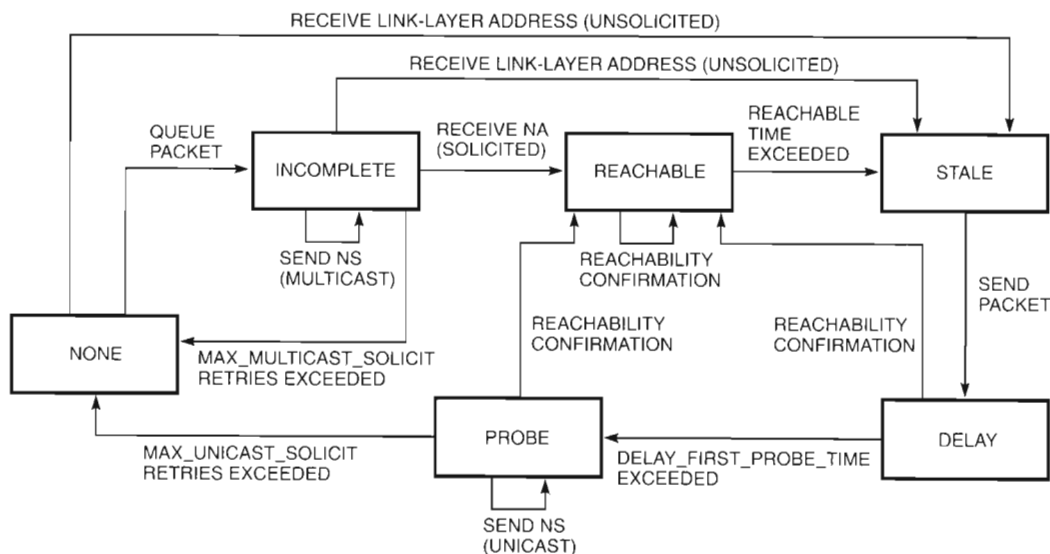 RECEIVE LINK-LAYER ADDRESS (UNSOLICITED)
RECEIVE LINK-LAYER ADDRESS (UNSOLICITED)
QUEUE
PACKET
INCOMPLETE
RECEIVE NA
(SOLICITED)
REACHABLE
REACHABLE
TIME
EXCEEDED
STALE
SEND NS
(MULTICAST)
REACHABILITY
CONFIRMATION
SEND
PACKET
NONE
MAX_MULTICAST_SOLICIT
RETRIES EXCEEDED
REACHABILITY
CONFIRMATION
REACHABILITY
CONFIRMATION
MAX_UNICAST_SOLICIT
RETRIES EXCEEDED
PROBE
DELAY_FIRST_PROBE_TIME
EXCEEDED
DELAY
SEND NS
(UNICAST)